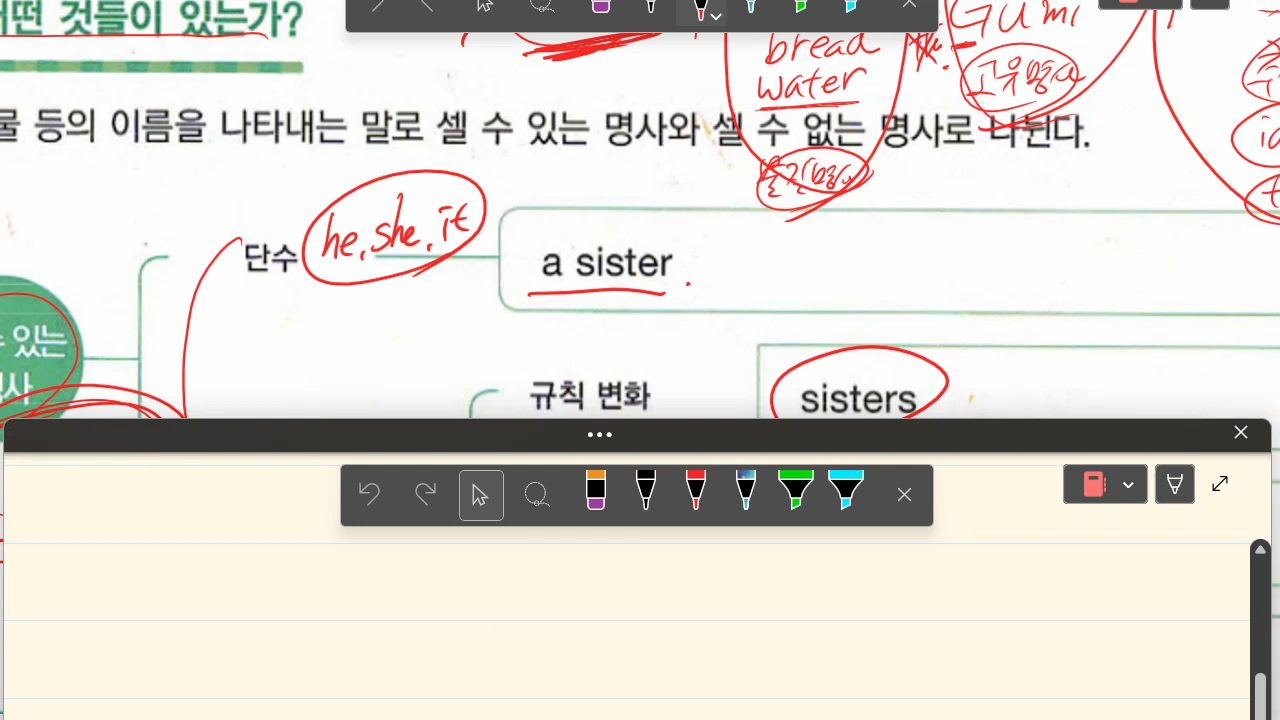 떤 것들이 있는가?
bread
water
GUMI
고유명사
물질명사
물 등의 이름을 나타내는 말로 셀 수 있는 명사와 셀 수 없는 명사로 나뉜다.
단수
he, she, it
a sister
있는
규칙 변화
sisters